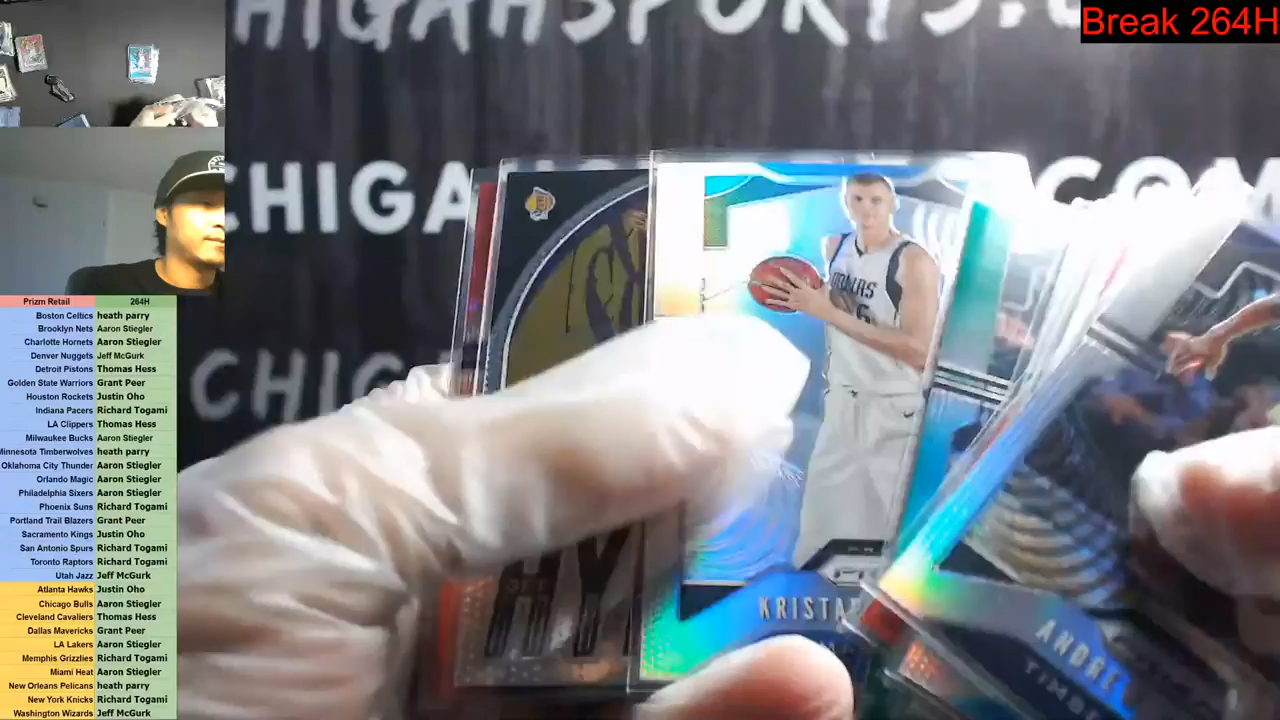 Break 264H
CHIGAHSPORTS.
CHIGA
COM
CHI
Prizm Retail 264H
Boston Celtics heath parry
Brooklyn Nets Aaron Stiegler
Charlotte Hornets Aaron Stiegler
Denver Nuggets Jeff McGurk
Detroit Pistons Thomas Hess
Golden State Warriors Grant Peer
Houston Rockets Justin Oho
Indiana Pacers Richard Togami
LA Clippers Thomas Hess
Milwaukee Bucks Aaron Stiegler
Minnesota Timberwolves heath parry
Oklahoma City Thunder Aaron Stiegler
Orlando Magic Aaron Stiegler
Philadelphia Sixers Aaron Stiegler
Phoenix Suns Richard Togami
Portland Trail Blazers Grant Peer
Sacramento Kings Justin Oho
San Antonio Spurs Richard Togami
Toronto Raptors Richard Togami
Utah Jazz Jeff McGurk
Atlanta Hawks Justin Oho
Chicago Bulls Aaron Stiegler
Cleveland Cavaliers Thomas Hess
Dallas Mavericks Grant Peer
LA Lakers Aaron Stiegler
Memphis Grizzlies Richard Togami
Miami Heat Aaron Stiegler
New Orleans Pelicans heath parry
New York Knicks Richard Togami
Washington Wizards Jeff McGurk
6
KRISTAP
ANDRE
TIMBE